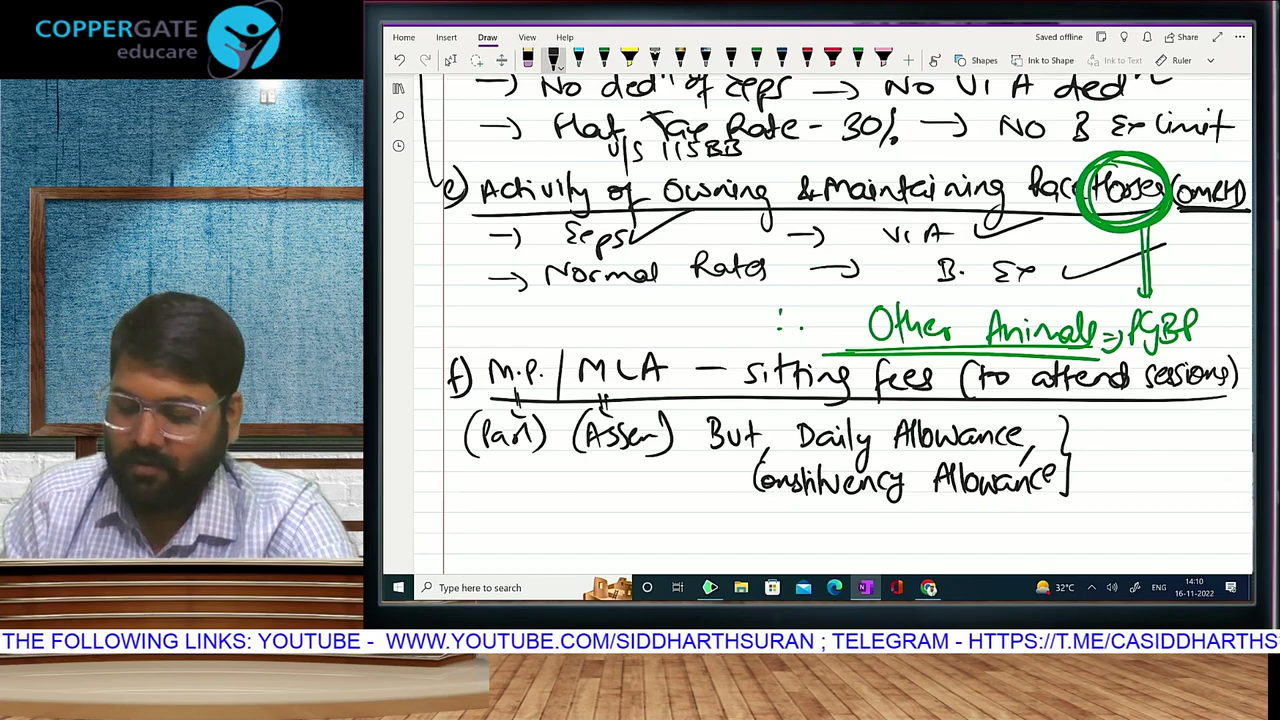 COPPERGATE
educare
Home Insert Draw View Help
Saved offline Share
Shapes Ink to Shape Ink to Text Ruler
→ No dedⁿ of Exps → No VI A dedⁿ
→ Flat Tax Rate - 30% → No B Ex limit
U/S 115BB
e) Activity of Owning & Maintaining Race Horses (OMRH)
→ Exps ✓ → VI A ✓
→ Normal Rates → B. Ex ✓
∴ Other Animals ⇒ PGBP
f) M.P. / MLA — sitting fees (to attend sessions)
(Parl) (Assem) But, Daily Allowance,
Constituency Allowance
Type here to search
32°C ENG 14:10
16-11-2022
THE FOLLOWING LINKS: YOUTUBE - WWW.YOUTUBE.COM/SIDDHARTHSURAN ; TELEGRAM - HTTPS://T.ME/CASIDDHARTHS